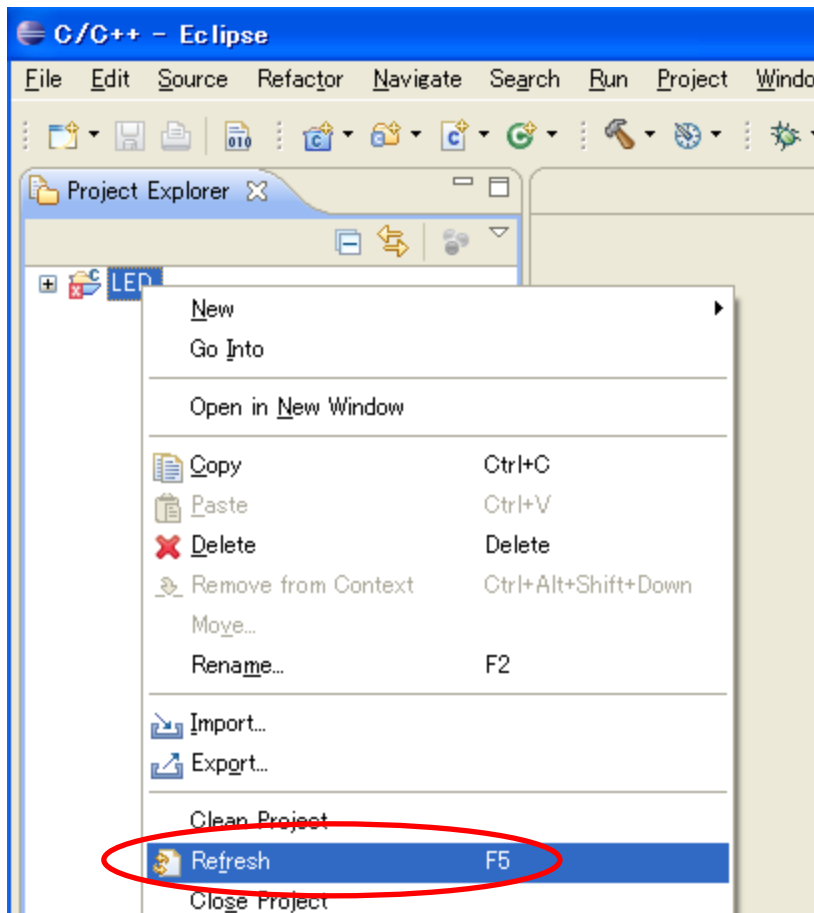 C/C++ - Eclipse
File Edit Source Refactor Navigate Search Run Project Windo
010 C C G
Project Explorer
C LED
New
Go Into
Open in New Window
Copy Ctrl+C
Paste Ctrl+V
Delete Delete
Remove from Context Ctrl+Alt+Shift+Down
Move...
Rename... F2
Import...
Export...
Clean Project
Refresh F5
Close Project